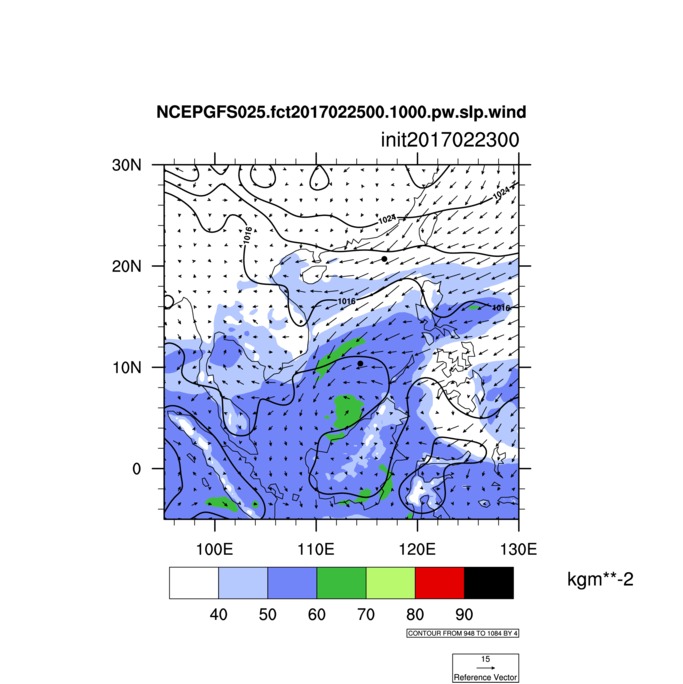 NCEPGFS025.fct2017022500.1000.pw.slp.wind
init2017022300
30N
20N
10N
0
1024
1024
1016
1016
1016
100E 110E 120E 130E
kgm**-2
40 50 60 70 80 90
CONTOUR FROM 948 TO 1084 BY 4
15
Reference Vector